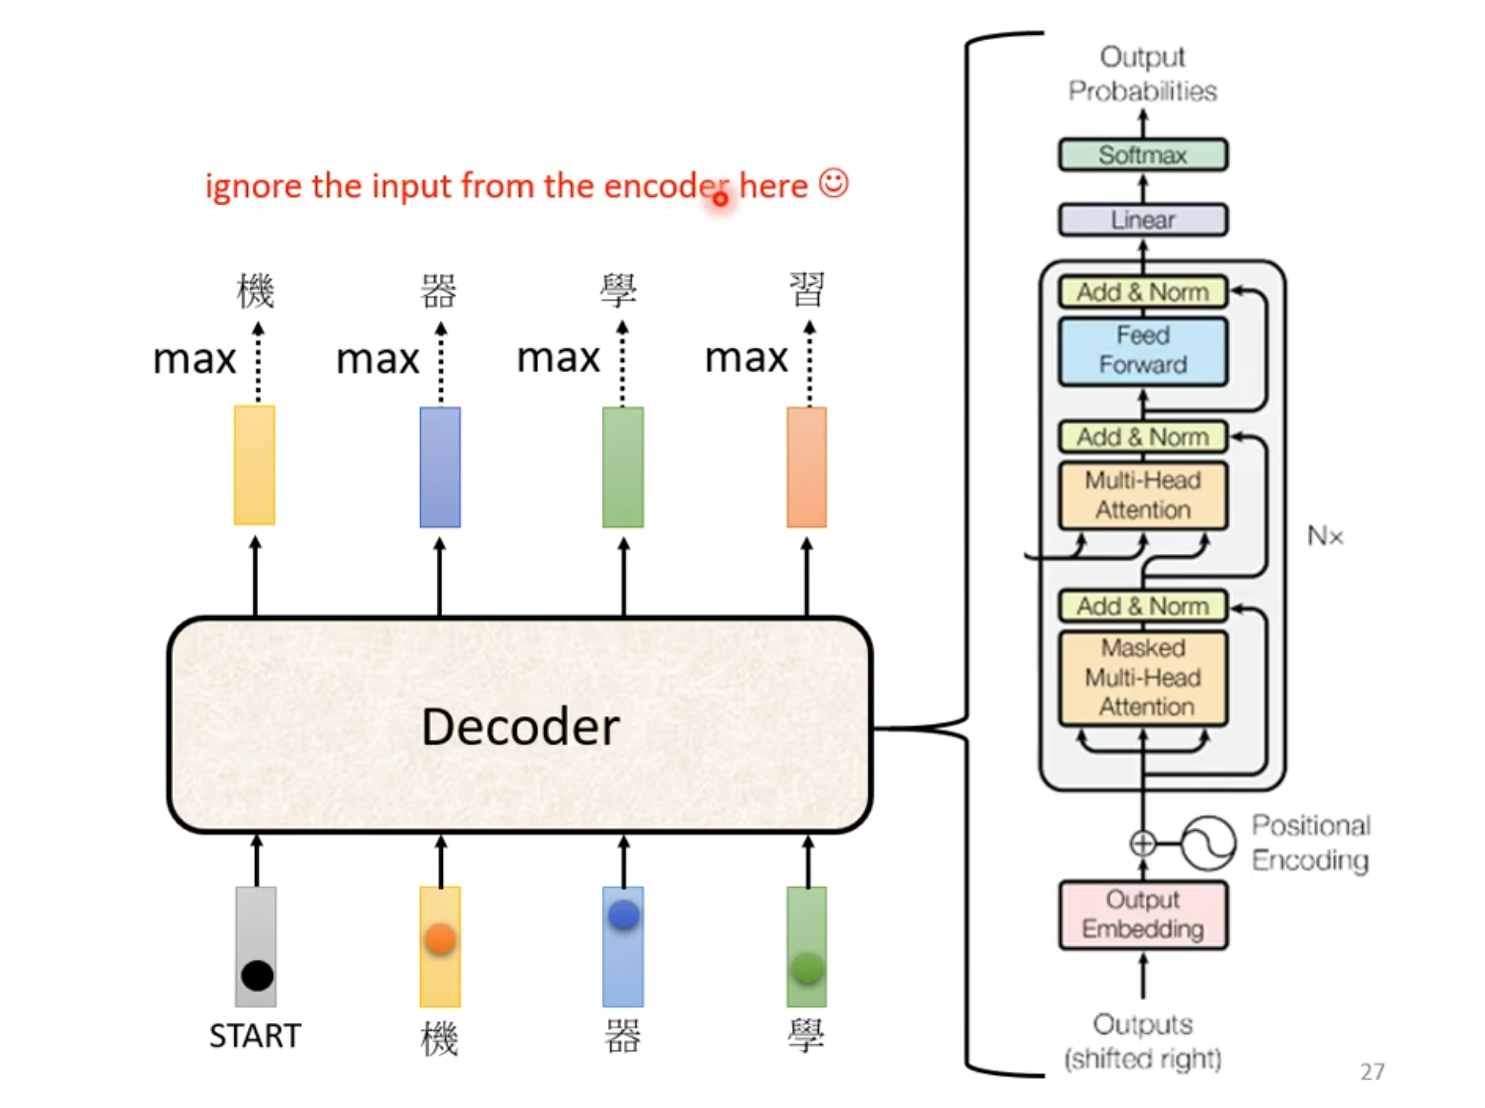 ignore the input from the encoder here ☺
機 器 學 習
max max max max
Decoder
START 機 器 學
Output
Probabilities
Softmax
Linear
Add & Norm
Feed
Forward
Add & Norm
Multi-Head
Attention
N×
Add & Norm
Masked
Multi-Head
Attention
Positional
Encoding
Output
Embedding
Outputs
(shifted right)
27